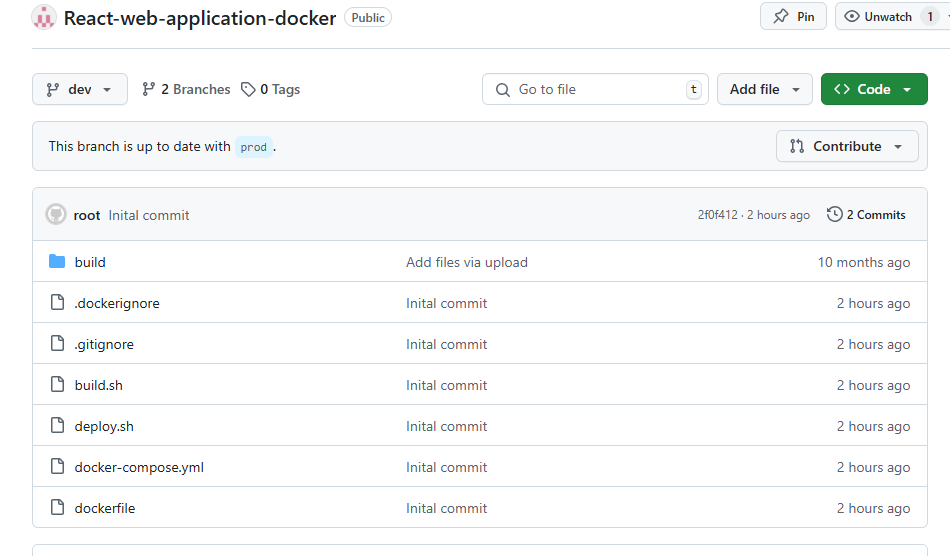 React-web-application-docker Public Pin Unwatch 1
dev 2 Branches 0 Tags Go to file t Add file Code
This branch is up to date with prod. Contribute
root Inital commit 2f0f412 · 2 hours ago 2 Commits
build Add files via upload 10 months ago
.dockerignore Inital commit 2 hours ago
.gitignore Inital commit 2 hours ago
build.sh Inital commit 2 hours ago
deploy.sh Inital commit 2 hours ago
docker-compose.yml Inital commit 2 hours ago
dockerfile Inital commit 2 hours ago